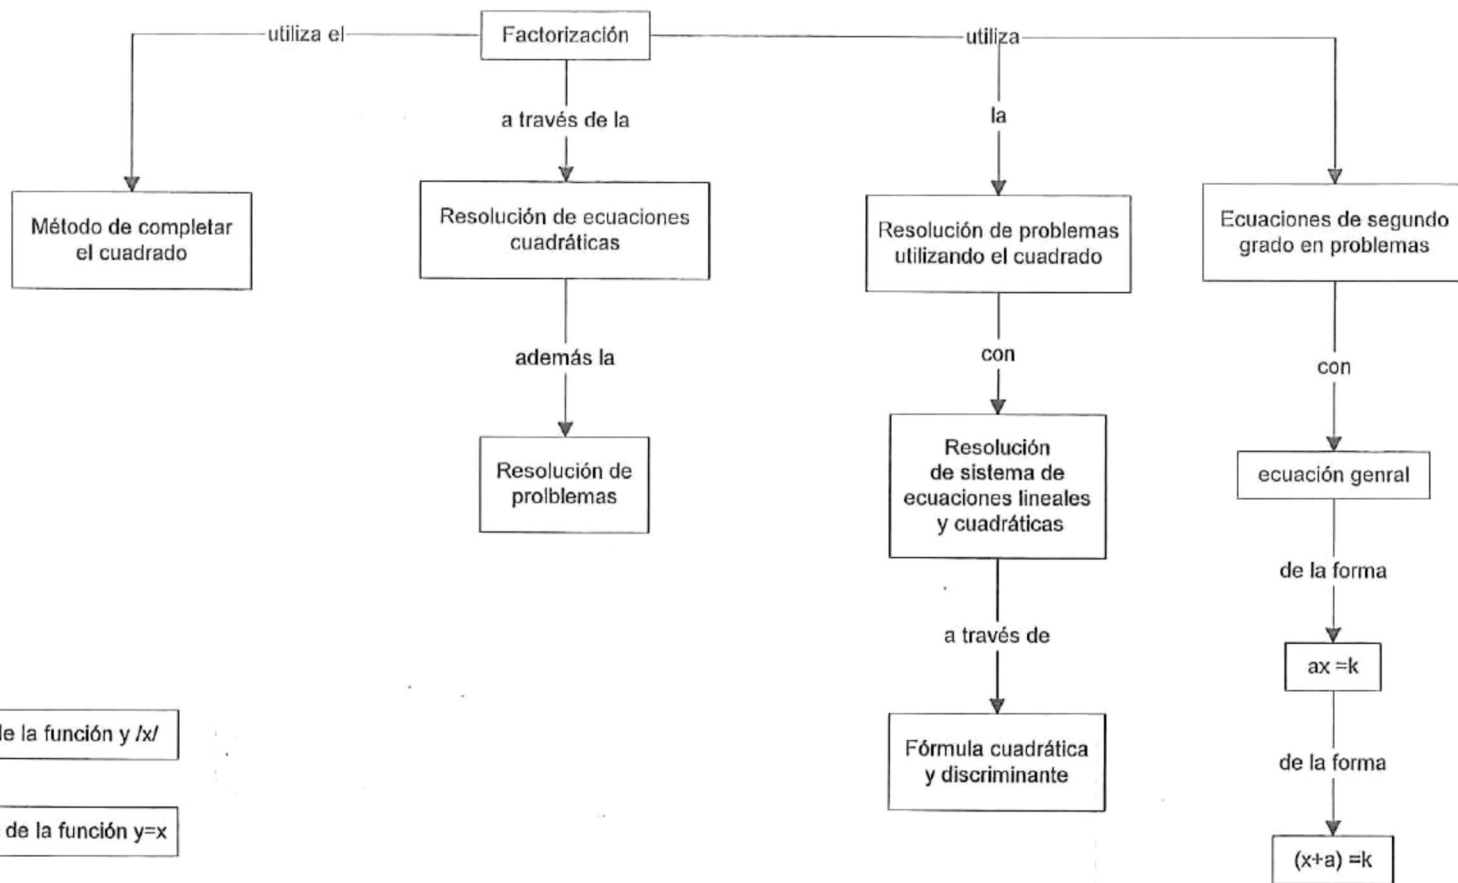 utiliza el
Factorización
utiliza
a través de la
la
Método de completar
el cuadrado
Resolución de ecuaciones
cuadráticas
Resolución de problemas
utilizando el cuadrado
Ecuaciones de segundo
grado en problemas
además la
con
con
Resolución de
prolblemas
Resolución
de sistema de
ecuaciones lineales
y cuadráticas
ecuación genral
de la forma
a través de
ax =k
de la función y /x/
Fórmula cuadrática
y discriminante
de la forma
de la función y=x
(x+a) =k